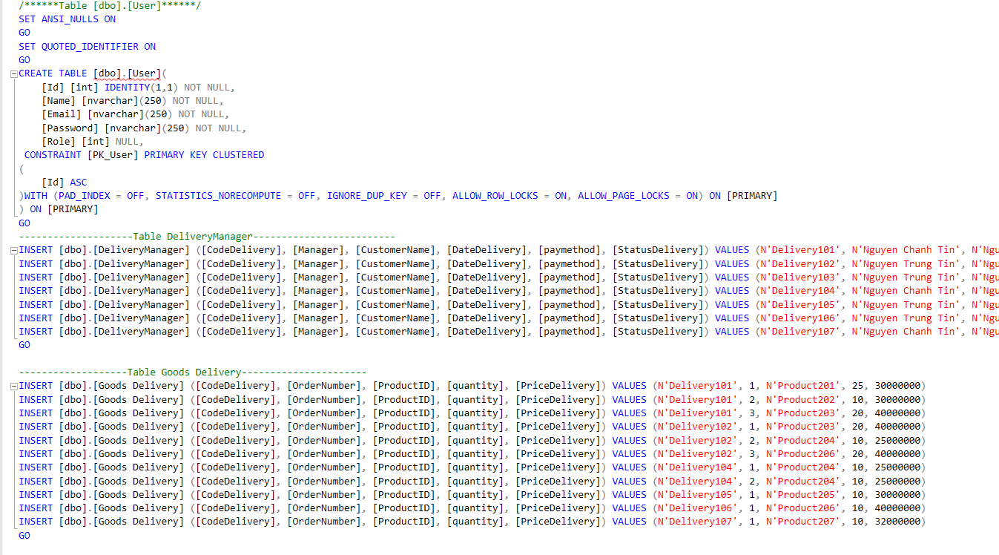 /******Table [dbo].[User]******/
SET ANSI_NULLS ON
GO
SET QUOTED_IDENTIFIER ON
GO
CREATE TABLE [dbo].[User](
    [Id] [int] IDENTITY(1,1) NOT NULL,
    [Name] [nvarchar](250) NOT NULL,
    [Email] [nvarchar](250) NOT NULL,
    [Password] [nvarchar](250) NOT NULL,
    [Role] [int] NULL,
 CONSTRAINT [PK_User] PRIMARY KEY CLUSTERED
(
    [Id] ASC
)WITH (PAD_INDEX = OFF, STATISTICS_NORECOMPUTE = OFF, IGNORE_DUP_KEY = OFF, ALLOW_ROW_LOCKS = ON, ALLOW_PAGE_LOCKS = ON) ON [PRIMARY]
) ON [PRIMARY]
GO
--------------------Table DeliveryManager-------------------------
INSERT [dbo].[DeliveryManager] ([CodeDelivery], [Manager], [CustomerName], [DateDelivery], [paymethod], [StatusDelivery]) VALUES (N'Delivery101', N'Nguyen Chanh Tin', N'Ngu
INSERT [dbo].[DeliveryManager] ([CodeDelivery], [Manager], [CustomerName], [DateDelivery], [paymethod], [StatusDelivery]) VALUES (N'Delivery102', N'Nguyen Trung Tin', N'Ngu
INSERT [dbo].[DeliveryManager] ([CodeDelivery], [Manager], [CustomerName], [DateDelivery], [paymethod], [StatusDelivery]) VALUES (N'Delivery103', N'Nguyen Trung Tin', N'Ngu
INSERT [dbo].[DeliveryManager] ([CodeDelivery], [Manager], [CustomerName], [DateDelivery], [paymethod], [StatusDelivery]) VALUES (N'Delivery104', N'Nguyen Chanh Tin', N'Ngu
INSERT [dbo].[DeliveryManager] ([CodeDelivery], [Manager], [CustomerName], [DateDelivery], [paymethod], [StatusDelivery]) VALUES (N'Delivery105', N'Nguyen Trung Tin', N'Ngu
INSERT [dbo].[DeliveryManager] ([CodeDelivery], [Manager], [CustomerName], [DateDelivery], [paymethod], [StatusDelivery]) VALUES (N'Delivery106', N'Nguyen Trung Tin', N'Ngu
INSERT [dbo].[DeliveryManager] ([CodeDelivery], [Manager], [CustomerName], [DateDelivery], [paymethod], [StatusDelivery]) VALUES (N'Delivery107', N'Nguyen Chanh Tin', N'Ngu
GO
-------------------Table Goods Delivery----------------------
INSERT [dbo].[Goods Delivery] ([CodeDelivery], [OrderNumber], [ProductID], [quantity], [PriceDelivery]) VALUES (N'Delivery101', 1, N'Product201', 25, 30000000)
INSERT [dbo].[Goods Delivery] ([CodeDelivery], [OrderNumber], [ProductID], [quantity], [PriceDelivery]) VALUES (N'Delivery101', 2, N'Product202', 10, 30000000)
INSERT [dbo].[Goods Delivery] ([CodeDelivery], [OrderNumber], [ProductID], [quantity], [PriceDelivery]) VALUES (N'Delivery101', 3, N'Product203', 20, 40000000)
INSERT [dbo].[Goods Delivery] ([CodeDelivery], [OrderNumber], [ProductID], [quantity], [PriceDelivery]) VALUES (N'Delivery102', 1, N'Product203', 20, 40000000)
INSERT [dbo].[Goods Delivery] ([CodeDelivery], [OrderNumber], [ProductID], [quantity], [PriceDelivery]) VALUES (N'Delivery102', 2, N'Product204', 10, 25000000)
INSERT [dbo].[Goods Delivery] ([CodeDelivery], [OrderNumber], [ProductID], [quantity], [PriceDelivery]) VALUES (N'Delivery102', 3, N'Product206', 20, 40000000)
INSERT [dbo].[Goods Delivery] ([CodeDelivery], [OrderNumber], [ProductID], [quantity], [PriceDelivery]) VALUES (N'Delivery104', 1, N'Product204', 10, 25000000)
INSERT [dbo].[Goods Delivery] ([CodeDelivery], [OrderNumber], [ProductID], [quantity], [PriceDelivery]) VALUES (N'Delivery104', 2, N'Product204', 10, 25000000)
INSERT [dbo].[Goods Delivery] ([CodeDelivery], [OrderNumber], [ProductID], [quantity], [PriceDelivery]) VALUES (N'Delivery105', 1, N'Product205', 10, 30000000)
INSERT [dbo].[Goods Delivery] ([CodeDelivery], [OrderNumber], [ProductID], [quantity], [PriceDelivery]) VALUES (N'Delivery106', 1, N'Product206', 10, 40000000)
INSERT [dbo].[Goods Delivery] ([CodeDelivery], [OrderNumber], [ProductID], [quantity], [PriceDelivery]) VALUES (N'Delivery107', 1, N'Product207', 10, 32000000)
GO